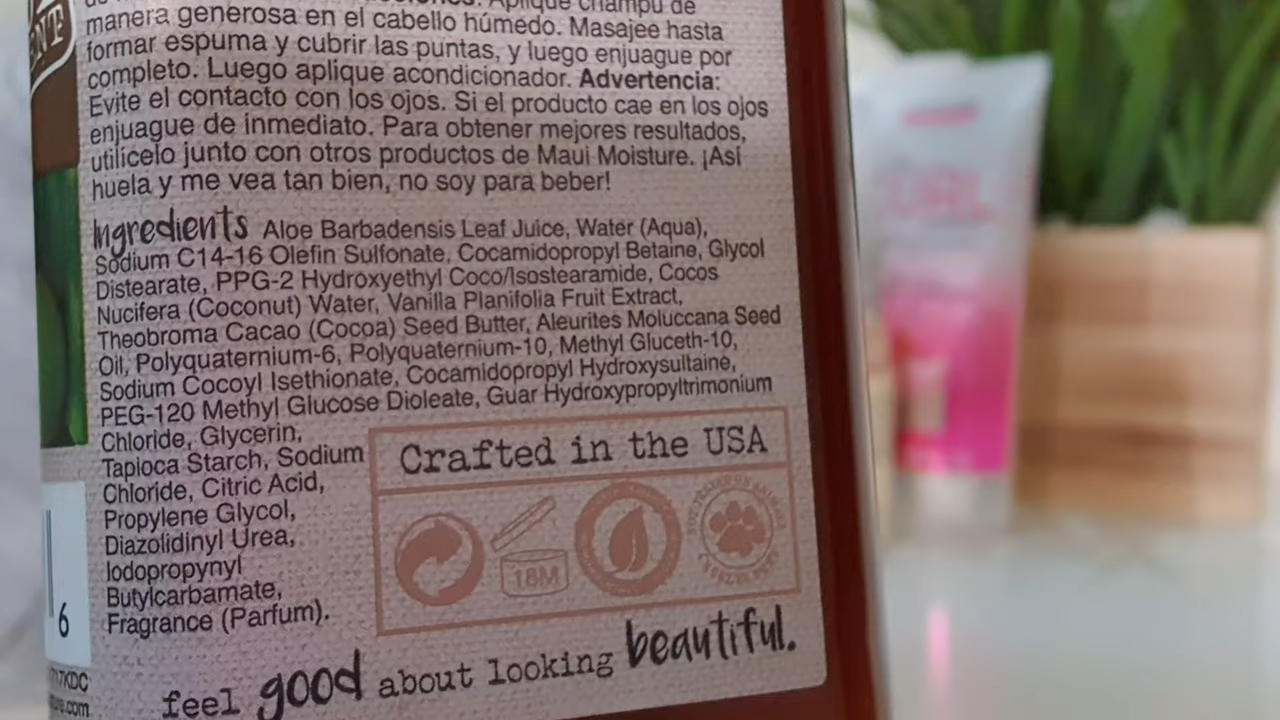 Aplique champú de
manera generosa en el cabello húmedo. Masajee hasta
formar espuma y cubrir las puntas, y luego enjuague por
completo. Luego aplique acondicionador. Advertencia:
Evite el contacto con los ojos. Si el producto cae en los ojos
enjuague de inmediato. Para obtener mejores resultados,
utilícelo junto con otros productos de Maui Moisture. ¡Así
huela y me vea tan bien, no soy para beber!
Ingredients Aloe Barbadensis Leaf Juice, Water (Aqua),
Sodium C14-16 Olefin Sulfonate, Cocamidopropyl Betaine, Glycol
Distearate, PPG-2 Hydroxyethyl Coco/Isostearamide, Cocos
Nucifera (Coconut) Water, Vanilla Planifolia Fruit Extract,
Theobroma Cacao (Cocoa) Seed Butter, Aleurites Moluccana Seed
Oil, Polyquaternium-6, Polyquaternium-10, Methyl Gluceth-10,
Sodium Cocoyl Isethionate, Cocamidopropyl Hydroxysultaine,
PEG-120 Methyl Glucose Dioleate, Guar Hydroxypropyltrimonium
Chloride, Glycerin,
Tapioca Starch, Sodium
Chloride, Citric Acid,
Propylene Glycol,
Diazolidinyl Urea,
Iodopropynyl
Butylcarbamate,
Fragrance (Parfum).
Crafted in the USA
18M
6
7KDC
.com
feel good about looking beautiful.